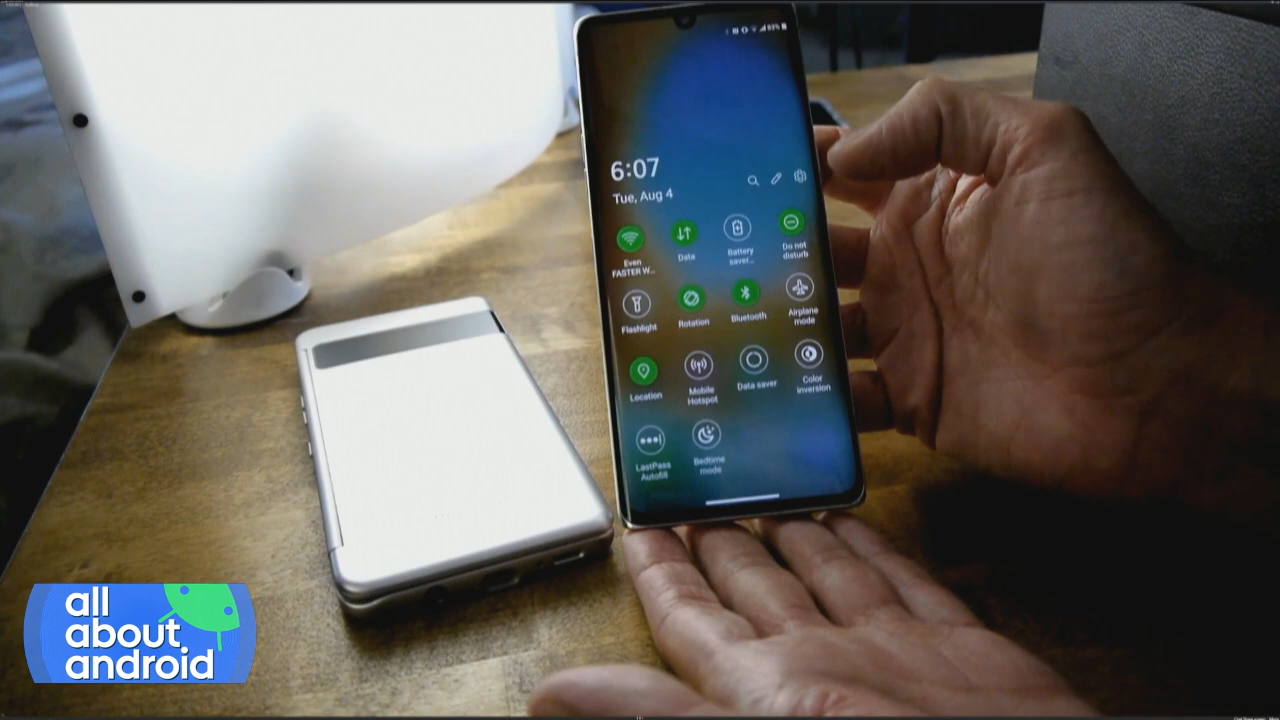 83%
6:07
Tue, Aug 4
Even
FASTER W...
Data
Battery
saver...
Do not
disturb
Flashlight
Rotation
Bluetooth
Airplane
mode
Location
Mobile
Hotspot
Data saver
Color
inversion
LastPass
Autofill
Bedtime
mode
all
about
android